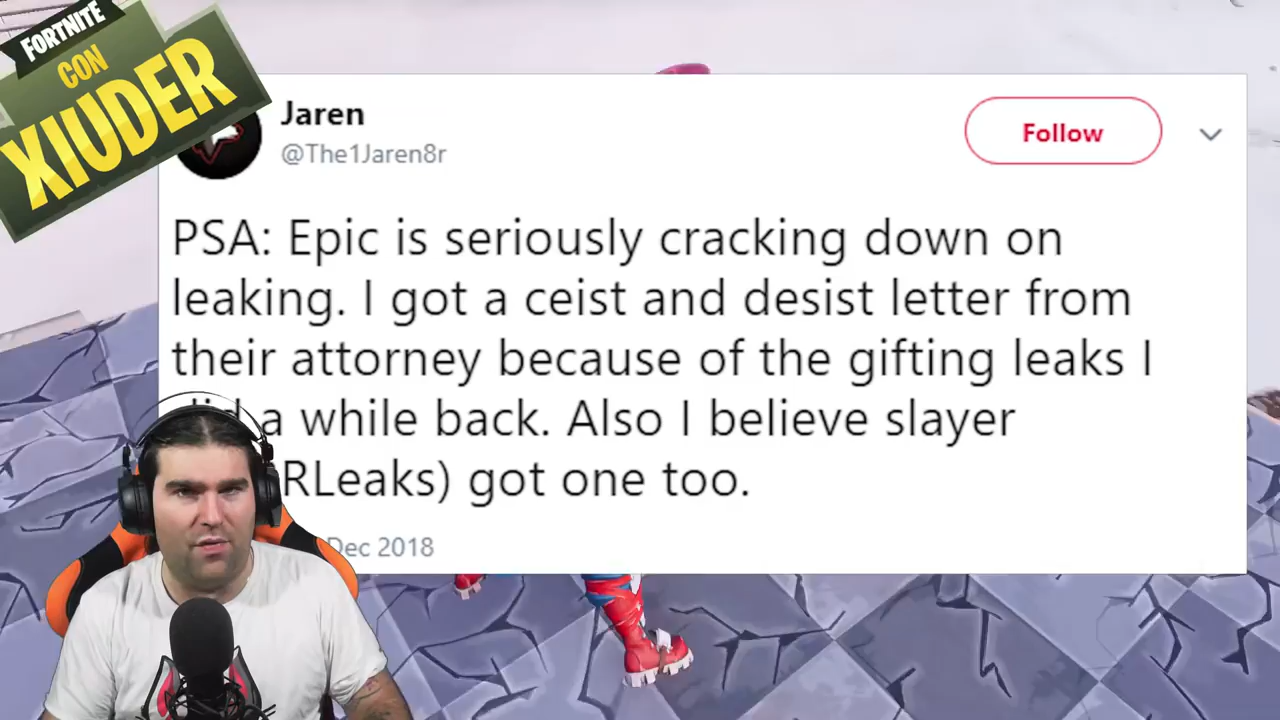 FORTNITE
CON
XIUDER
Jaren
@The1Jaren8r
Follow
PSA: Epic is seriously cracking down on
leaking. I got a ceist and desist letter from
their attorney because of the gifting leaks I
a while back. Also I believe slayer
RLeaks) got one too.
Dec 2018